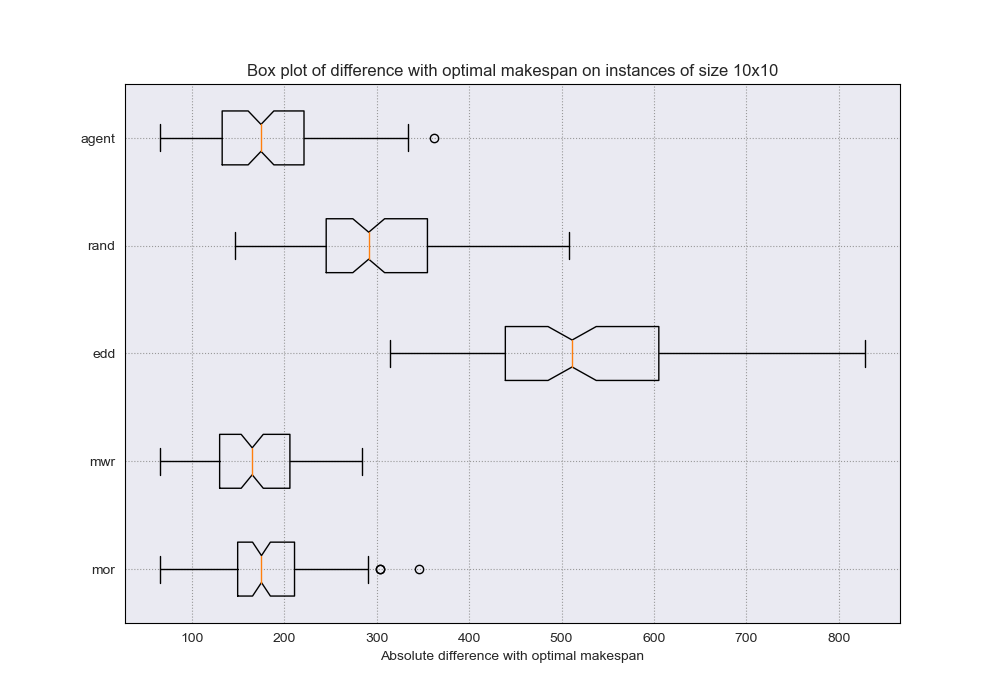 Box plot of difference with optimal makespan on instances of size 10x10
agent
rand
edd
mwr
mor
100 200 300 400 500 600 700 800
Absolute difference with optimal makespan